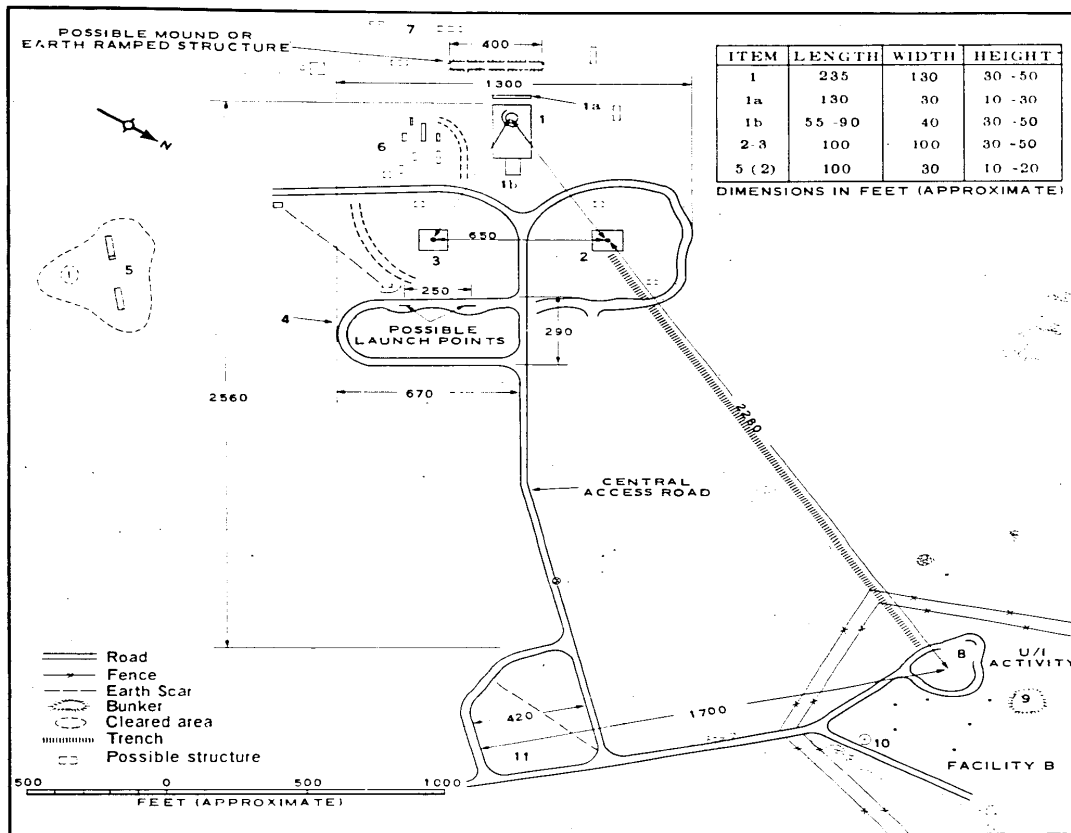 POSSIBLE MOUND OR
EARTH RAMPED STRUCTURE
7
400
1300
1a
1
6
1b
N
ITEM LENGTH WIDTH HEIGHT
1 235 130 30 -50
1a 130 30 10 -30
1b 55 -90 40 30 -50
2-3 100 100 30 -50
5 (2) 100 30 10 -20
DIMENSIONS IN FEET (APPROXIMATE)
650
3
2
5
250
4
POSSIBLE
LAUNCH POINTS
290
670
2560
2280
CENTRAL
ACCESS ROAD
8
U/I
ACTIVITY
9
10
FACILITY B
1700
420
11
Road
Fence
Earth Scar
Bunker
Cleared area
Trench
Possible structure
500 0 500 1000
FEET (APPROXIMATE)